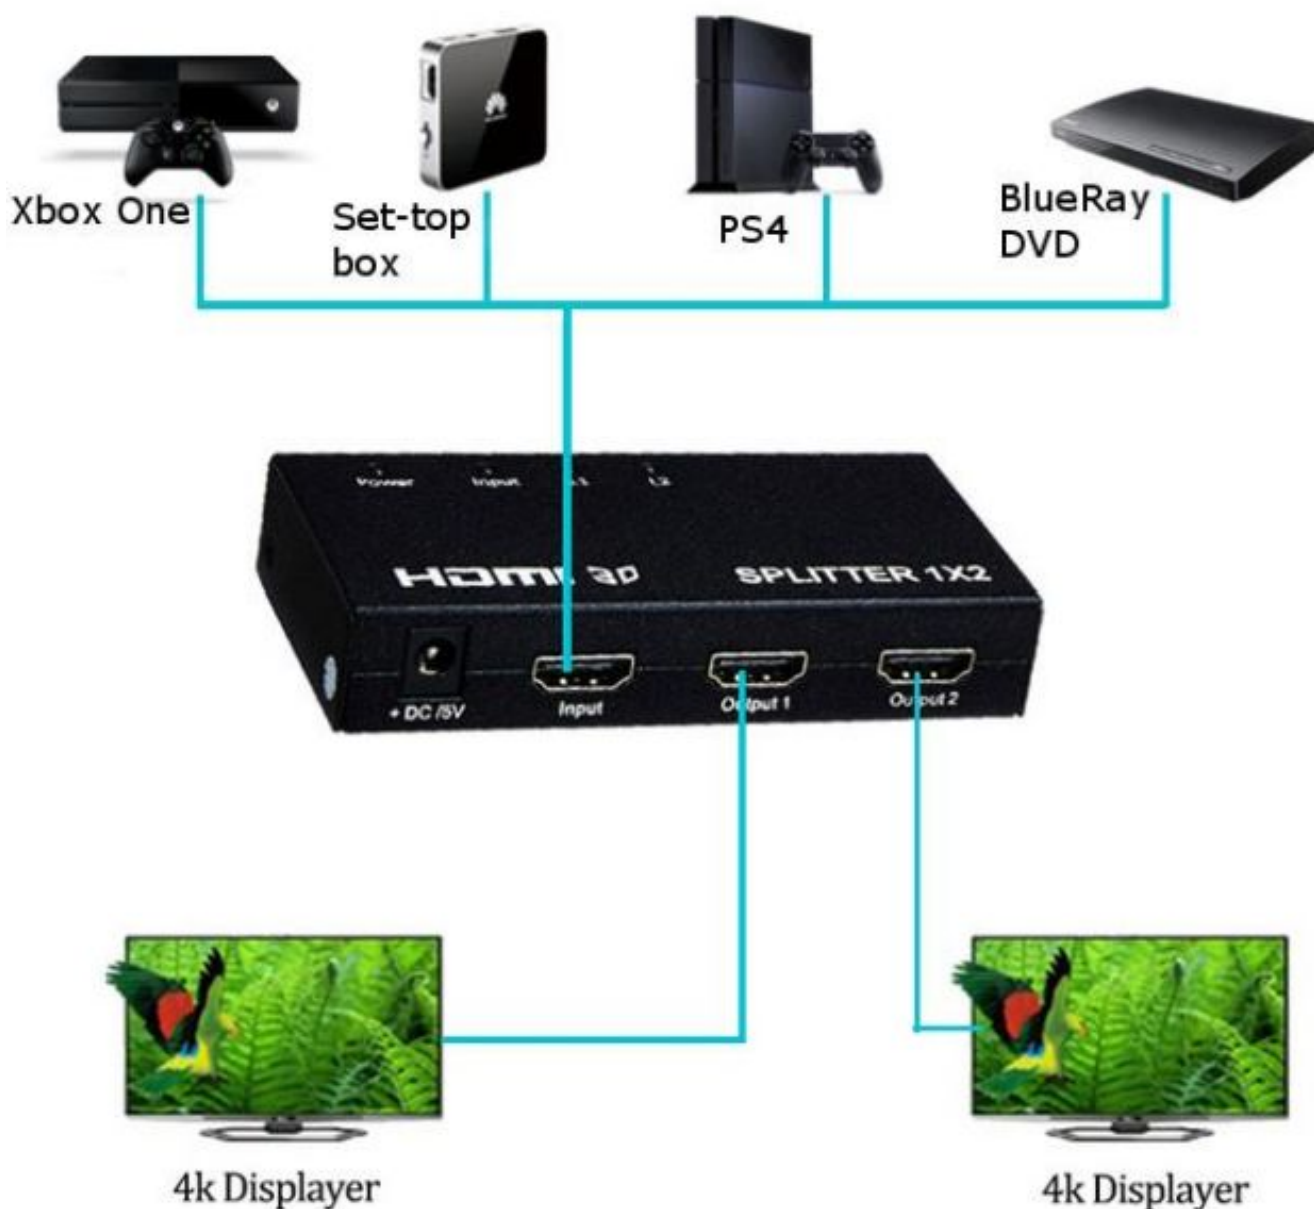 Xbox One
Set-top
box
PS4
BlueRay
DVD
Power
Input
L2
HDMI 3D
SPLITTER 1X2
+ DC /5V
Input
Output 1
Output 2
4k Displayer
4k Displayer